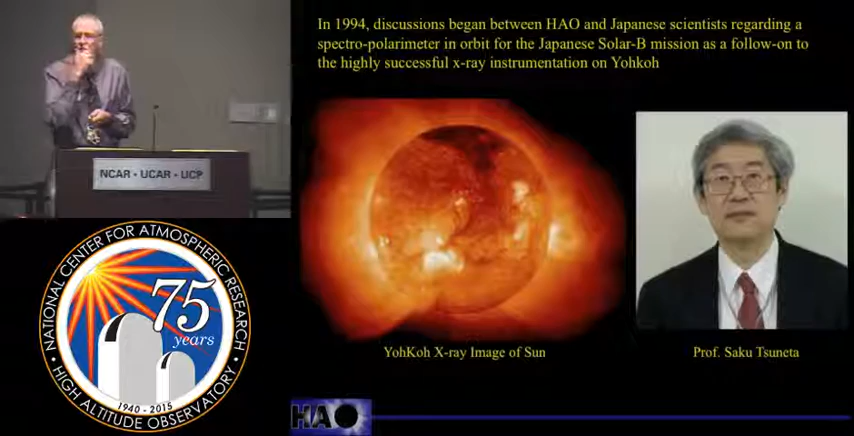 In 1994, discussions began between HAO and Japanese scientists regarding a
spectro-polarimeter in orbit for the Japanese Solar-B mission as a follow-on to
the highly successful x-ray instrumentation on Yohkoh
NCAR - UCAR - UCP
NATIONAL CENTER FOR ATMOSPHERIC RESEARCH
75
years
1940 - 2015
HIGH ALTITUDE OBSERVATORY
YohKoh X-ray Image of Sun
Prof. Saku Tsuneta
HAO